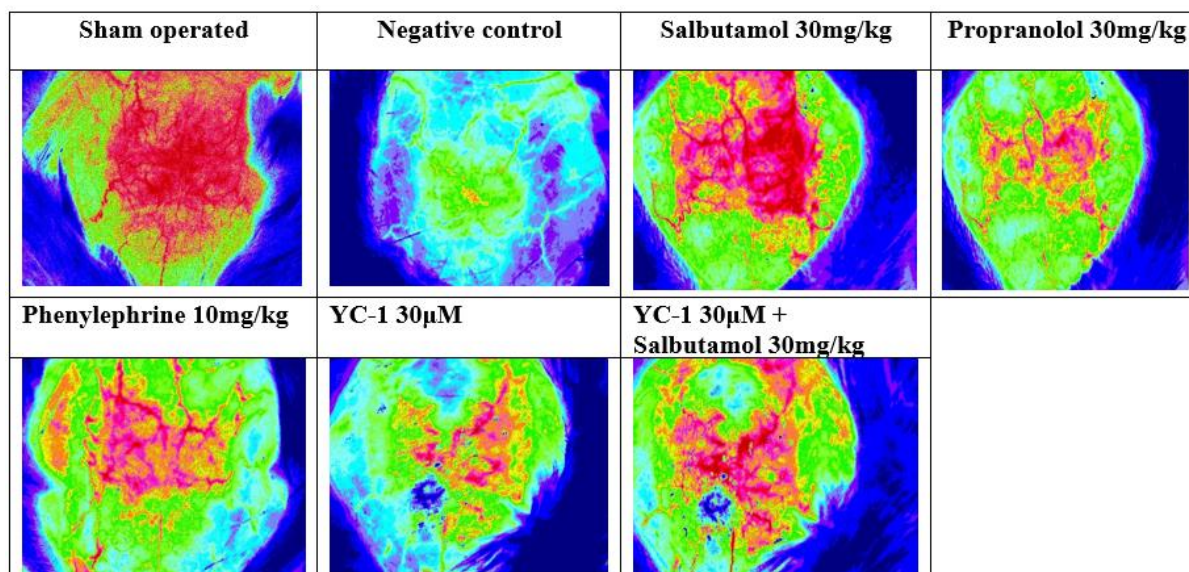 Sham operated
Negative control
Salbutamol 30mg/kg
Propranolol 30mg/kg
Phenylephrine 10mg/kg
YC-1 30µM
YC-1 30µM +
Salbutamol 30mg/kg